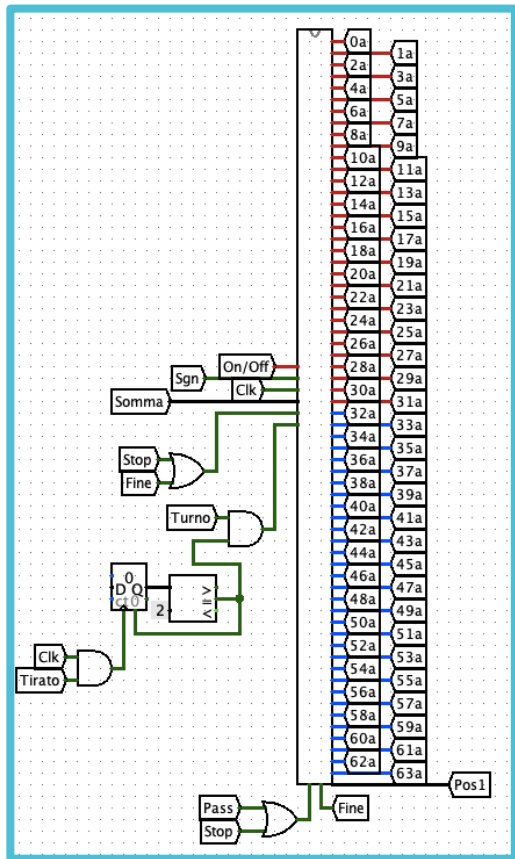 0a
1a
2a
3a
4a
5a
6a
7a
8a
9a
10a
11a
12a
13a
14a
15a
16a
17a
18a
19a
20a
21a
22a
23a
24a
25a
26a
27a
On/Off
28a
Sgn
29a
Clk
30a
Somma
31a
32a
33a
34a
35a
Stop
36a
37a
Fine
38a
39a
40a
Turno
41a
42a
43a
44a
45a
0
46a
> = <
D Q
47a
ct 0
2
48a
49a
50a
51a
52a
Clk
53a
54a
Tirato
55a
56a
57a
58a
59a
60a
61a
62a
63a
Pos1
Pass
Fine
Stop